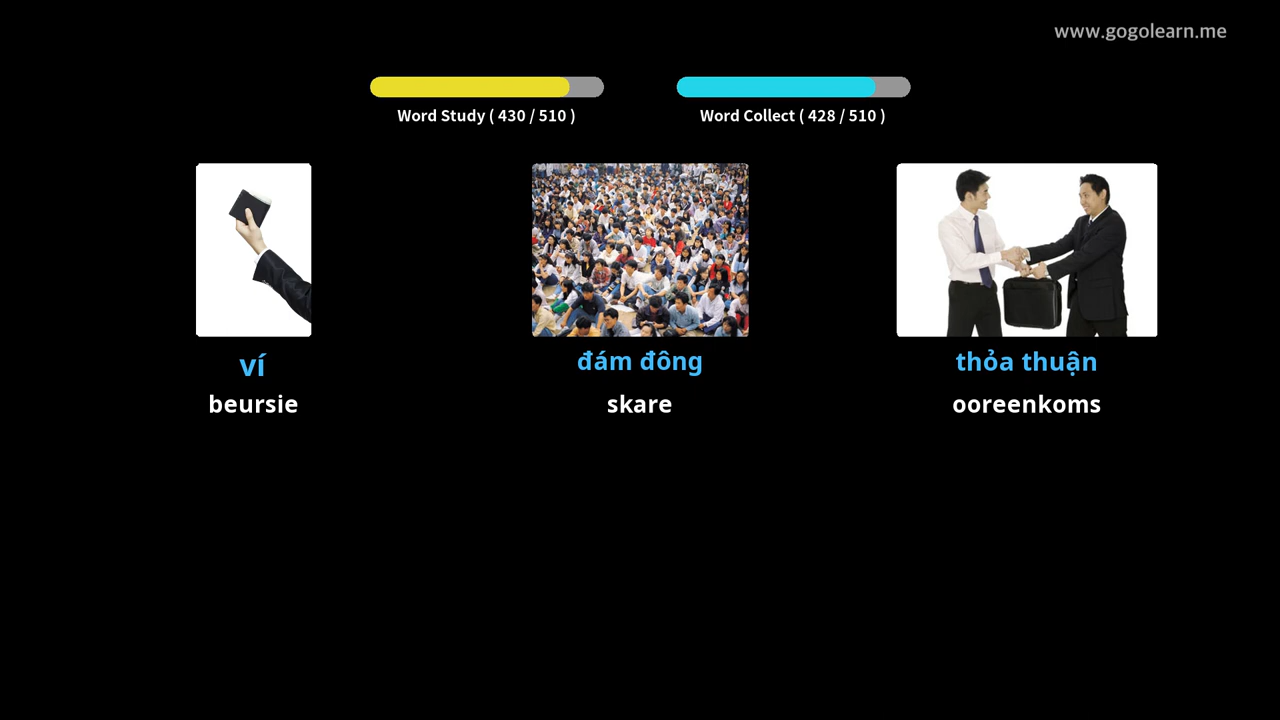 www.gogolearn.me
Word Study ( 430 / 510 )
Word Collect ( 428 / 510 )
ví
đám đông
thỏa thuận
beursie
skare
ooreenkoms